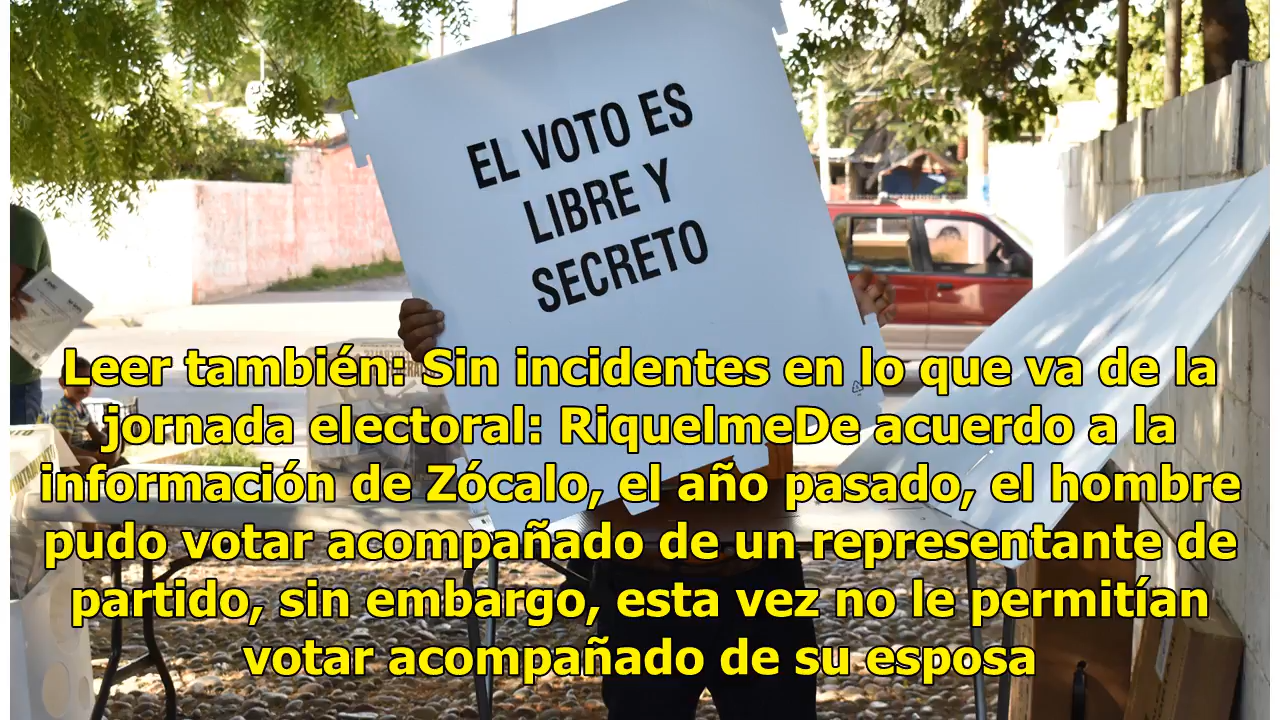 EL VOTO ES
LIBRE Y
SECRETO
Leer también: Sin incidentes en lo que va de la
jornada electoral: RiquelmeDe acuerdo a la
información de Zócalo, el año pasado, el hombre
pudo votar acompañado de un representante de
partido, sin embargo, esta vez no le permitían
votar acompañado de su esposa